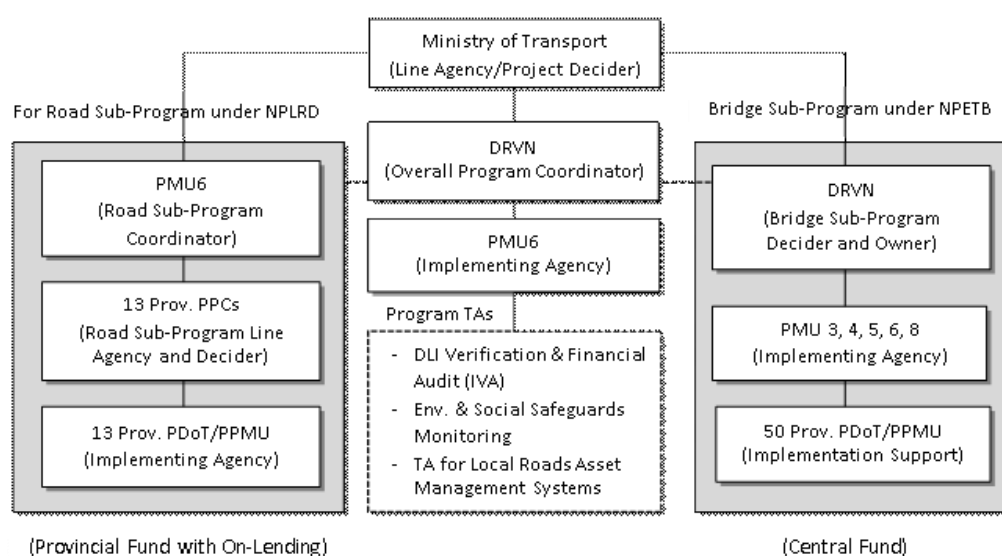 Ministry of Transport
(Line Agency/Project Decider)
For Road Sub-Program under NPLRD
Bridge Sub-Program under NPETB
PMU6
(Road Sub-Program
Coordinator)
13 Prov. PPCs
(Road Sub-Program Line
Agency and Decider)
13 Prov. PDoT/PPMU
(Implementing Agency)
(Provincial Fund with On-Lending)
DRVN
(Overall Program Coordinator)
PMU6
(Implementing Agency)
Program TAs
- DLI Verification & Financial
Audit (IVA)
- Env. & Social Safeguards
Monitoring
- TA for Local Roads Asset
Management Systems
DRVN
(Bridge Sub-Program
Decider and Owner)
PMU 3, 4, 5, 6, 8
(Implementing Agency)
50 Prov. PDoT/PPMU
(Implementation Support)
(Central Fund)